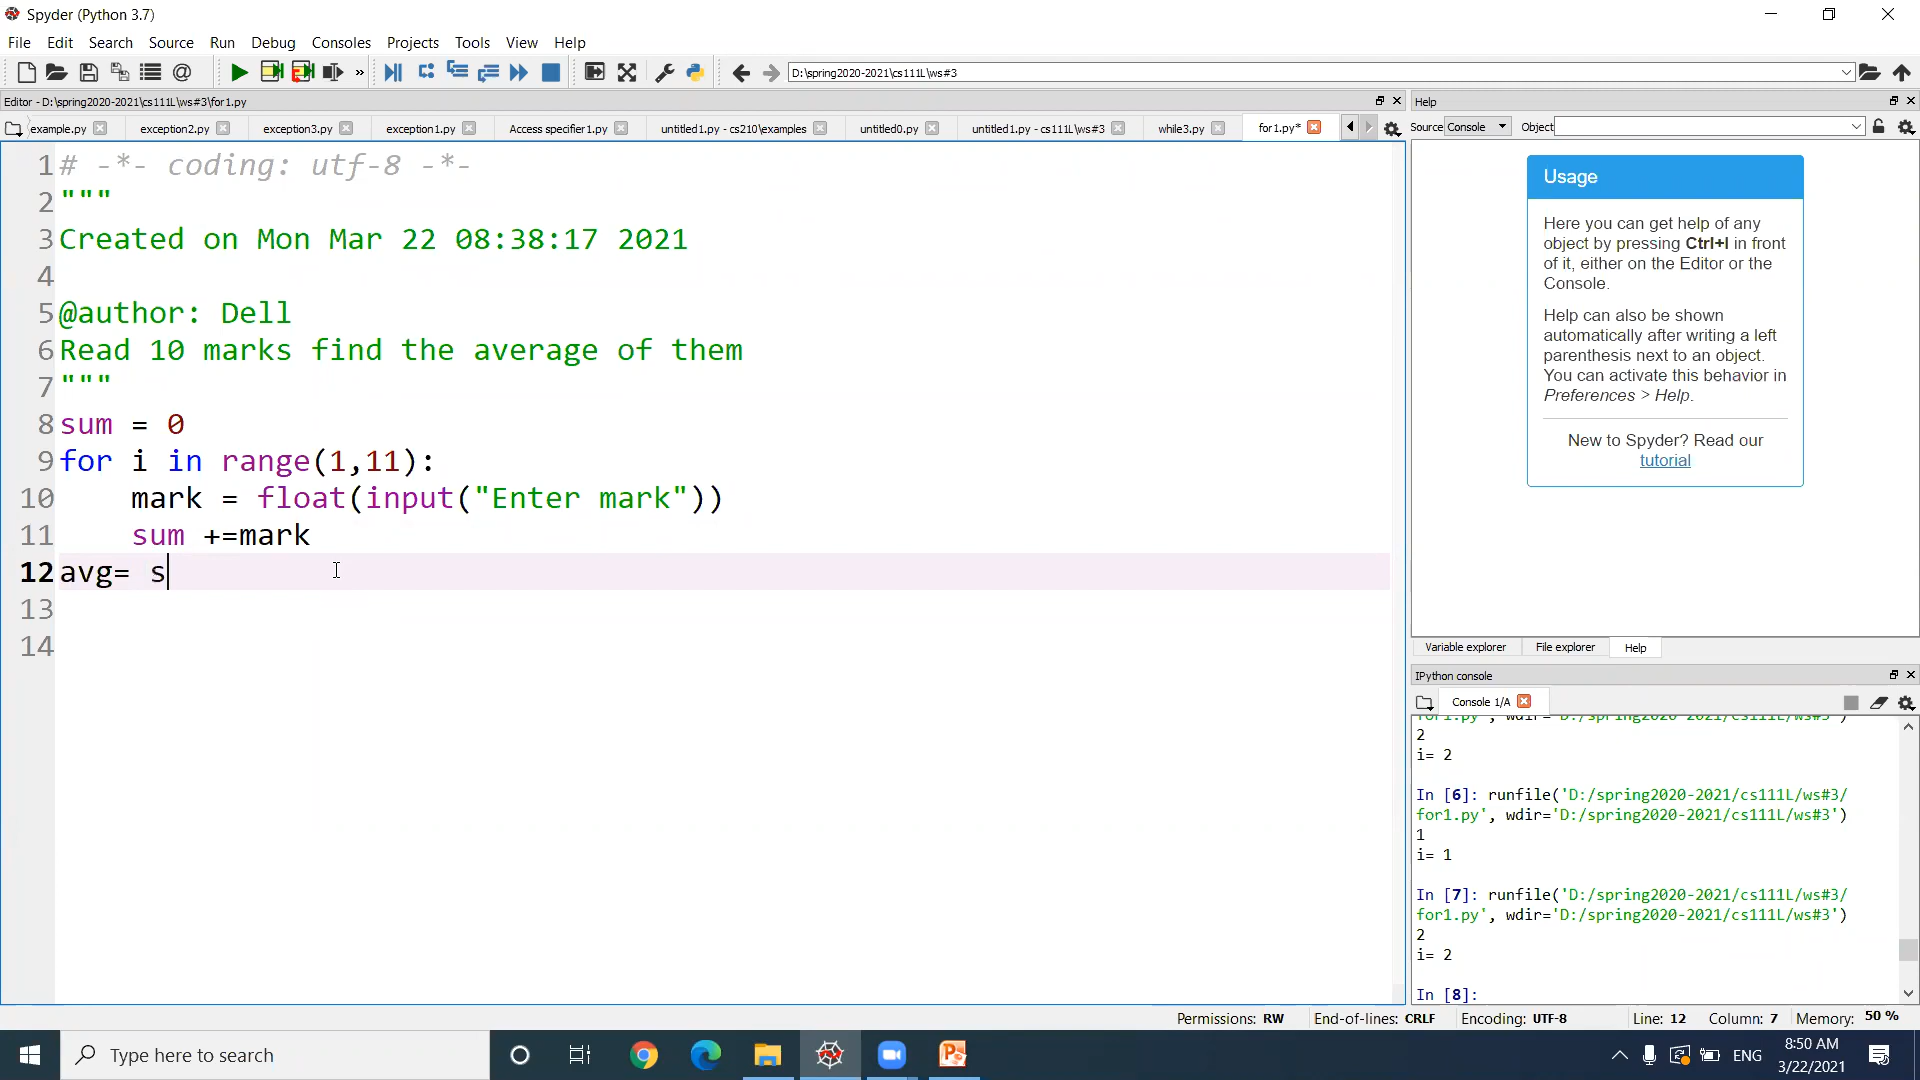 Spyder (Python 3.7)
File Edit Search Source Run Debug Consoles Projects Tools View Help
D:\spring2020-2021\cs111L\ws#3
Editor - D:\spring2020-2021\cs111L\ws#3\for1.py
example.py exception2.py exception3.py exception1.py Access specifier1.py untitled1.py - cs210\examples untitled0.py untitled1.py - cs111L\ws#3 while3.py for1.py*
1 # -*- coding: utf-8 -*-
2 """
3 Created on Mon Mar 22 08:38:17 2021
4
5 @author: Dell
6 Read 10 marks find the average of them
7 """
8 sum = 0
9 for i in range(1,11):
10     mark = float(input("Enter mark"))
11     sum +=mark
12 avg= s
13
14
Help
Source Console Object
Usage
Here you can get help of any
object by pressing Ctrl+I in front
of it, either on the Editor or the
Console.
Help can also be shown
automatically after writing a left
parenthesis next to an object.
You can activate this behavior in
Preferences > Help.
New to Spyder? Read our
tutorial
Variable explorer File explorer Help
IPython console
Console 1/A
for1.py', wdir='D:/spring2020-2021/cs111L/ws#3')
2
i= 2
In [6]: runfile('D:/spring2020-2021/cs111L/ws#3/
for1.py', wdir='D:/spring2020-2021/cs111L/ws#3')
1
i= 1
In [7]: runfile('D:/spring2020-2021/cs111L/ws#3/
for1.py', wdir='D:/spring2020-2021/cs111L/ws#3')
2
i= 2
In [8]:
Permissions: RW End-of-lines: CRLF Encoding: UTF-8 Line: 12 Column: 7 Memory: 50 %
Type here to search
ENG
8:50 AM
3/22/2021